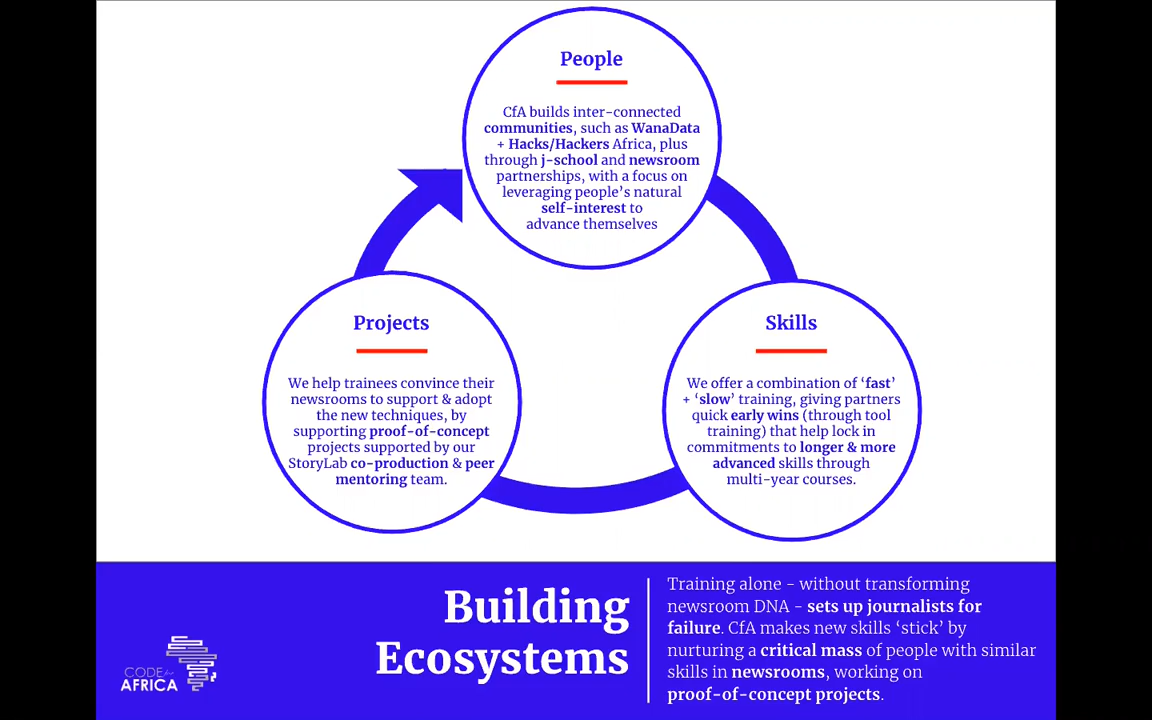 People
CfA builds inter-connected
communities, such as WanaData
+ Hacks/Hackers Africa, plus
through j-school and newsroom
partnerships, with a focus on
leveraging people's natural
self-interest to
advance themselves
Projects
We help trainees convince their
newsrooms to support & adopt
the new techniques, by
supporting proof-of-concept
projects supported by our
StoryLab co-production & peer
mentoring team.
Skills
We offer a combination of ‘fast’
+ ‘slow’ training, giving partners
quick early wins (through tool
training) that help lock in
commitments to longer & more
advanced skills through
multi-year courses.
CODE for
AFRICA
Building
Ecosystems
Training alone - without transforming
newsroom DNA - sets up journalists for
failure. CfA makes new skills ‘stick’ by
nurturing a critical mass of people with similar
skills in newsrooms, working on
proof-of-concept projects.